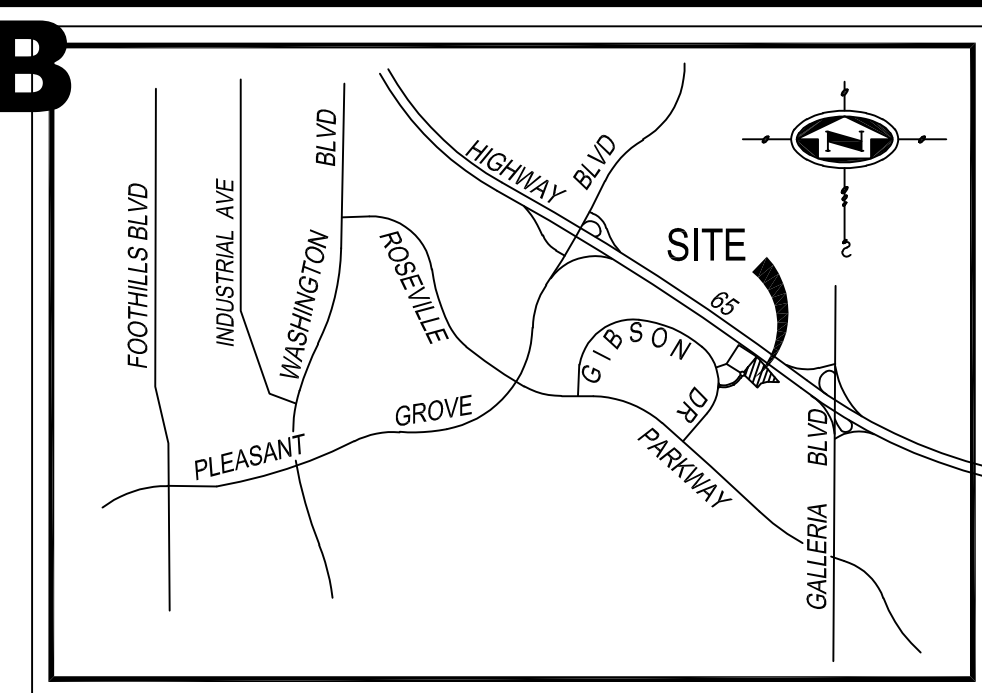 B
FOOTHILLS BLVD
INDUSTRIAL AVE
WASHINGTON BLVD
HIGHWAY 65
BLVD
N
SITE
ROSEVILLE
PARKWAY
GIBSON DR
PLEASANT
GROVE
GALLERIA BLVD